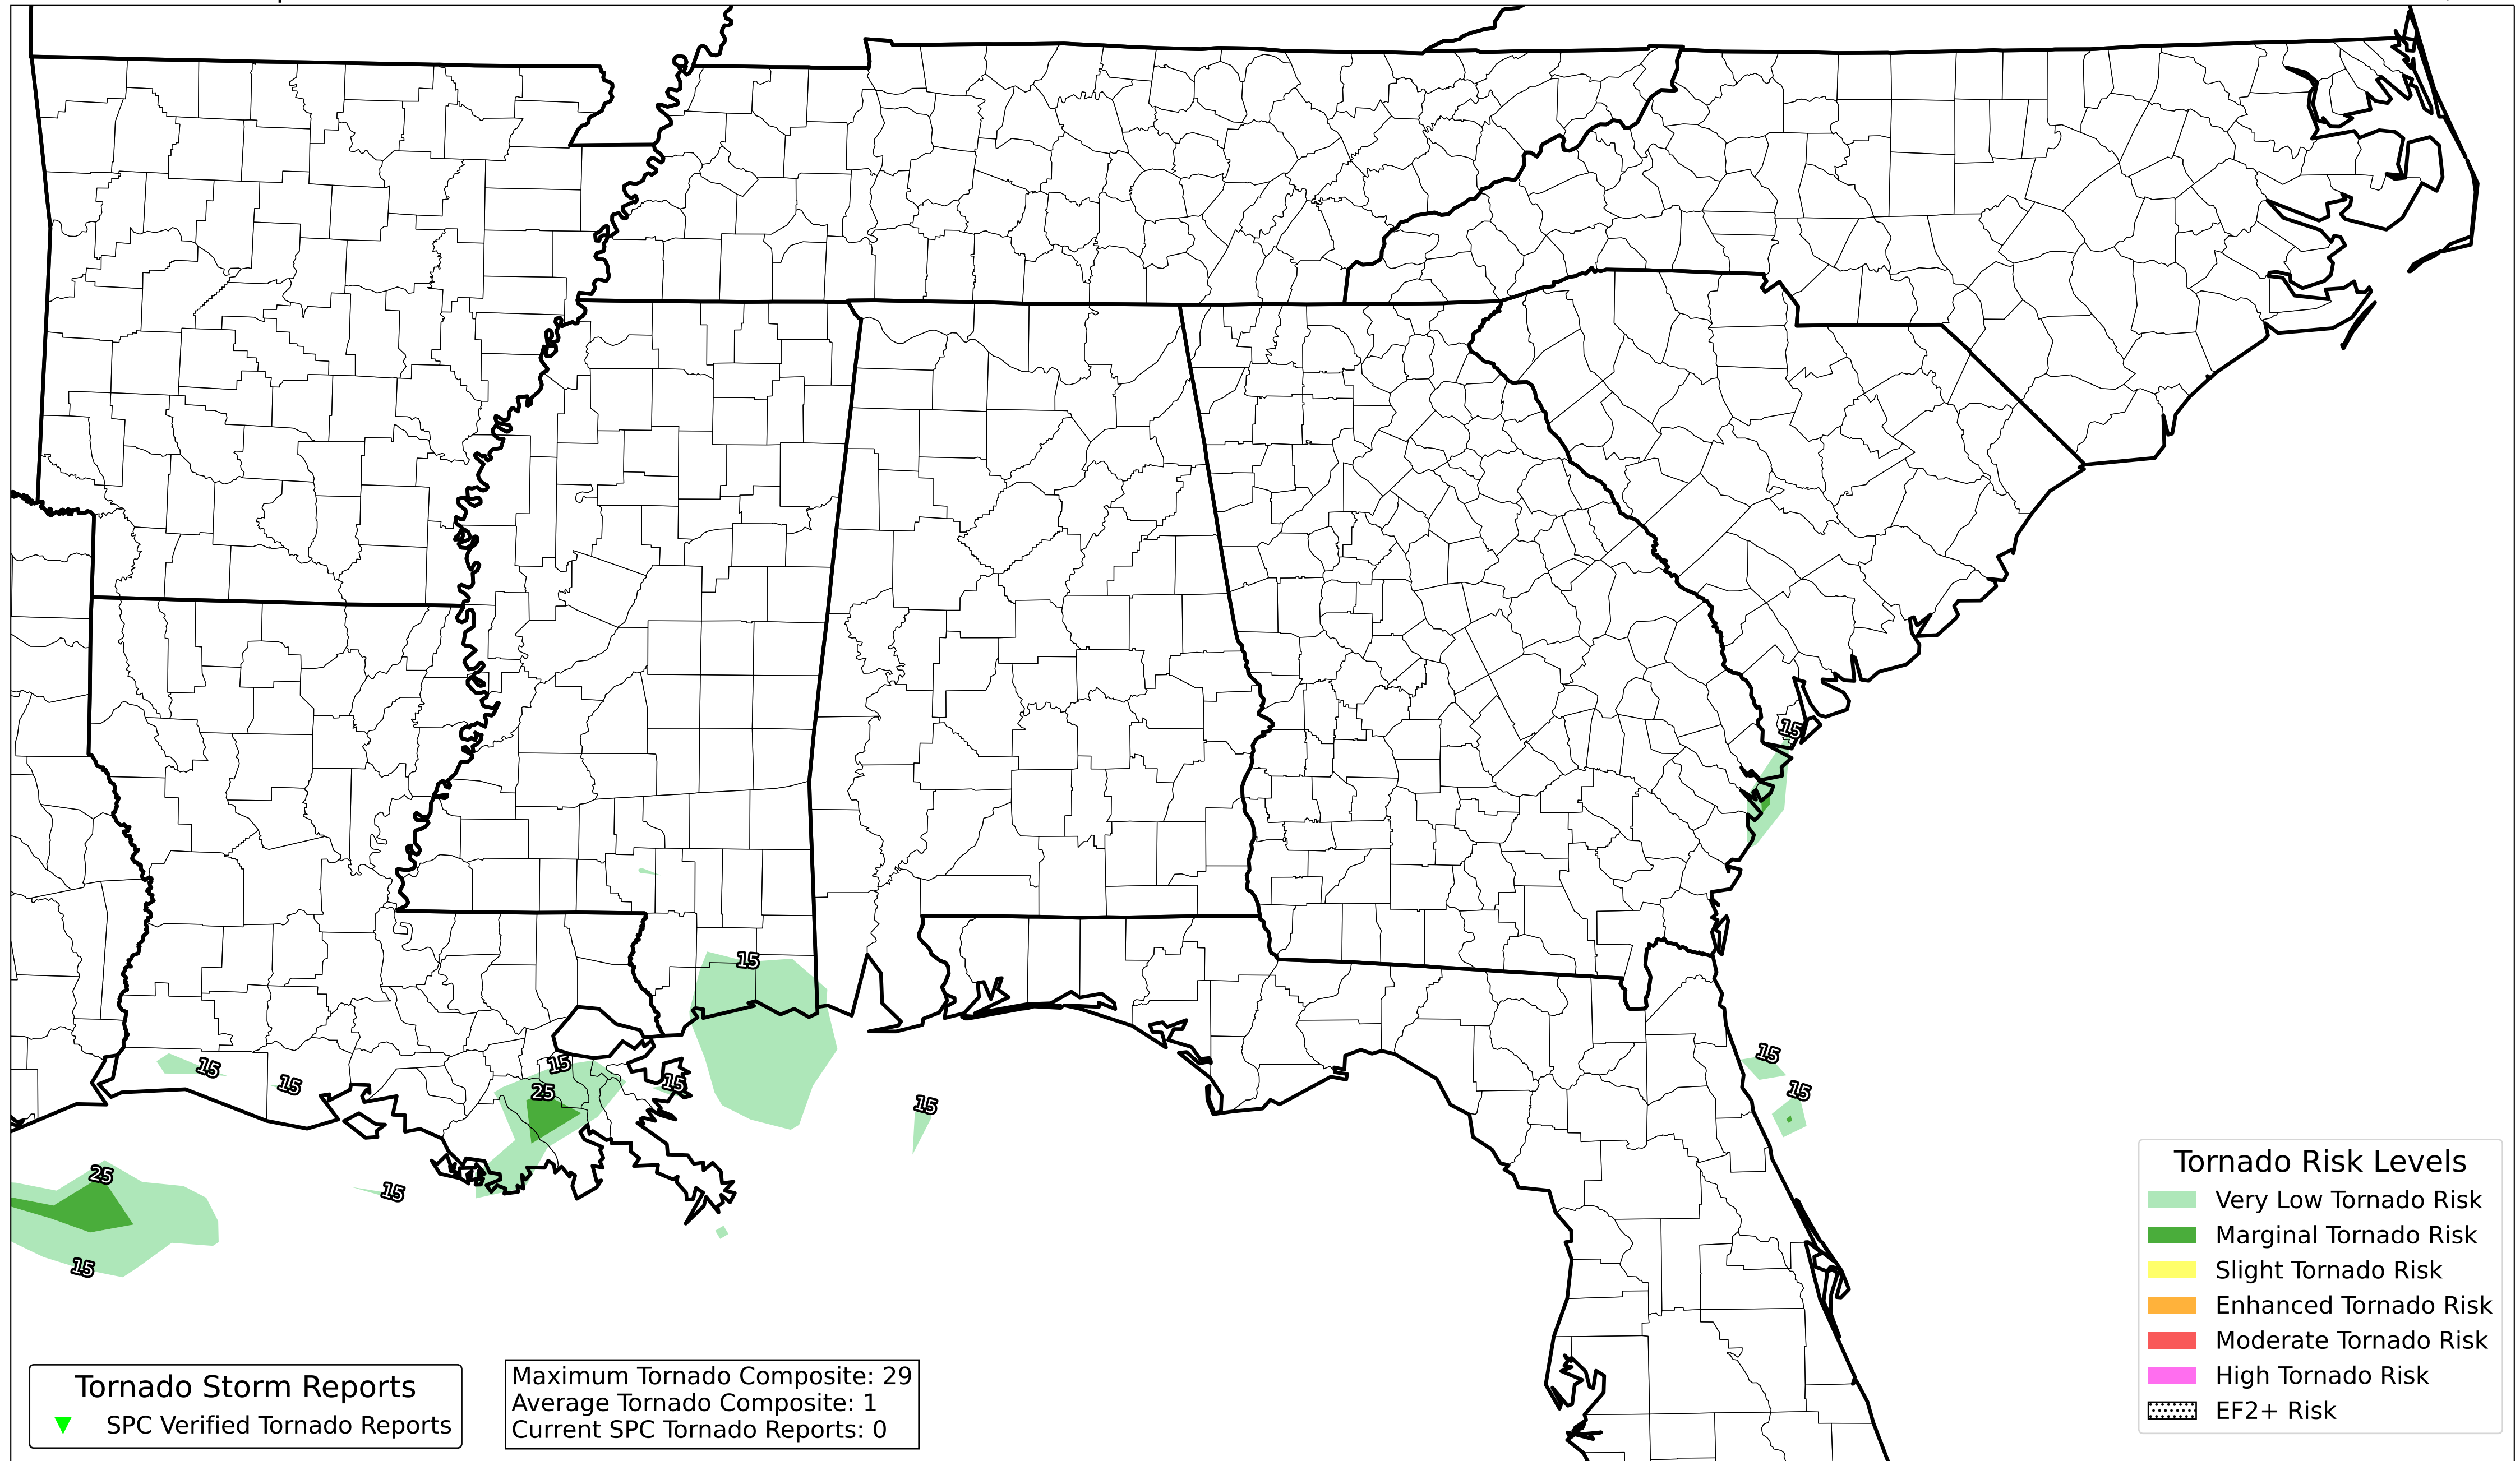 15
15
15
15
15
15
25
15
15
15
25
15
15
Tornado Risk Levels
Very Low Tornado Risk
Marginal Tornado Risk
Slight Tornado Risk
Enhanced Tornado Risk
Moderate Tornado Risk
High Tornado Risk
EF2+ Risk
Tornado Storm Reports
SPC Verified Tornado Reports
Maximum Tornado Composite: 29
Average Tornado Composite: 1
Current SPC Tornado Reports: 0